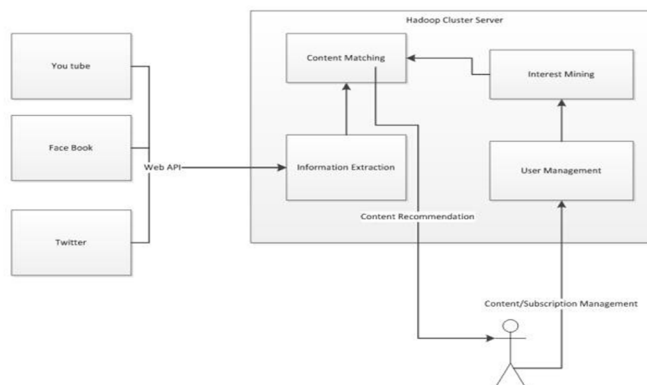 Hadoop Cluster Server
You tube
Content Matching
Interest Mining
Face Book
Web API
Information Extraction
User Management
Twitter
Content Recommendation
Content/Subscription Management